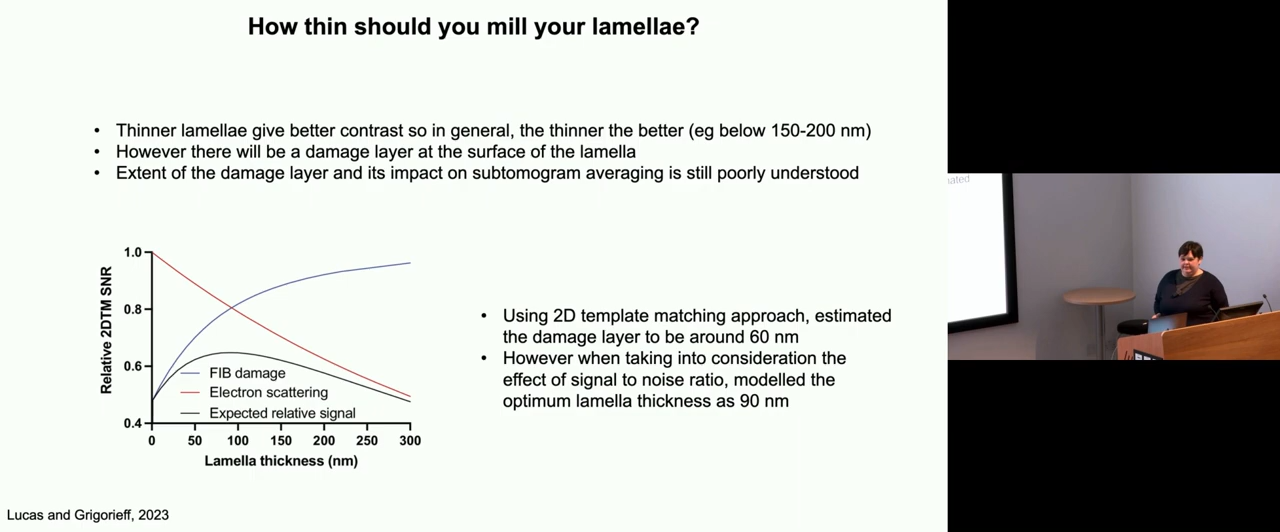 How thin should you mill your lamellae?
• Thinner lamellae give better contrast so in general, the thinner the better (eg below 150-200 nm)
• However there will be a damage layer at the surface of the lamella
• Extent of the damage layer and its impact on subtomogram averaging is still poorly understood
Relative 2DTM SNR
1.0
0.8
0.6
0.4
FIB damage
Electron scattering
Expected relative signal
0 50 100 150 200 250 300
Lamella thickness (nm)
• Using 2D template matching approach, estimated
the damage layer to be around 60 nm
• However when taking into consideration the
effect of signal to noise ratio, modelled the
optimum lamella thickness as 90 nm
Lucas and Grigorieff, 2023